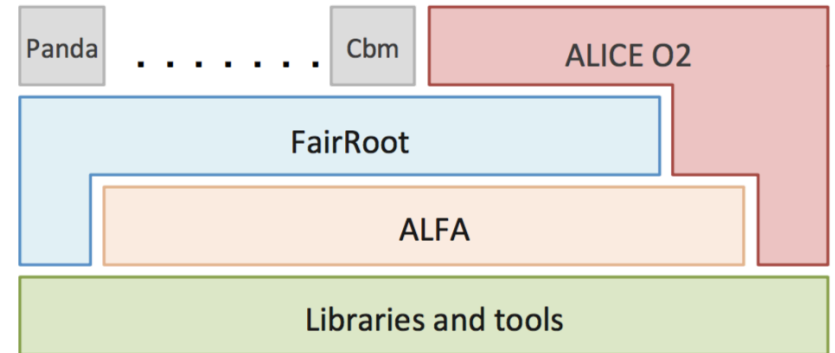 Panda . . . . . . . Cbm ALICE O2
FairRoot
ALFA
Libraries and tools